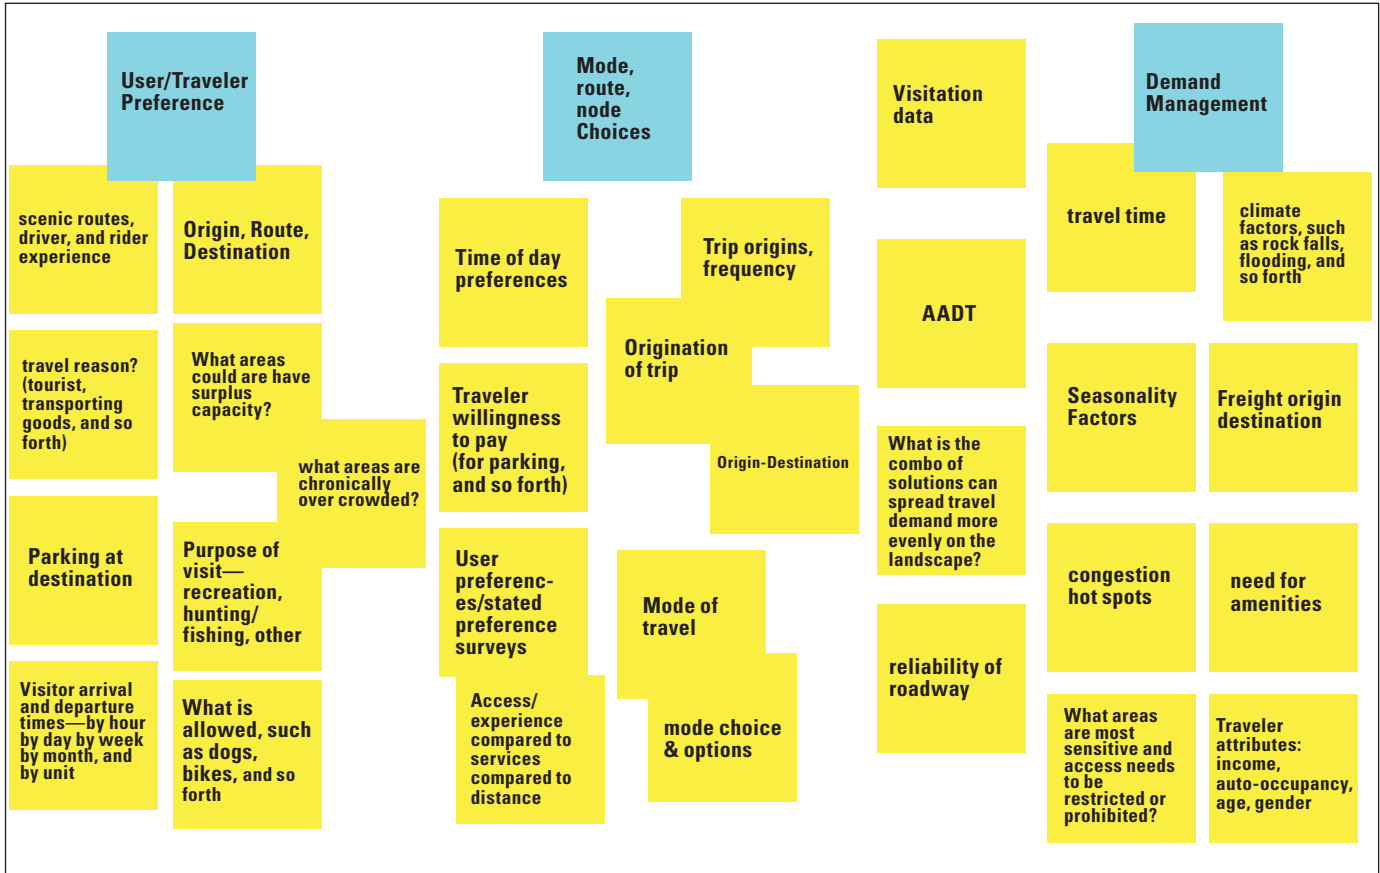 User/Traveler
Preference
scenic routes,
driver, and rider
experience
Origin, Route,
Destination
travel reason?
(tourist,
transporting
goods, and so
forth)
What areas
could are have
surplus
capacity?
what areas are
chronically
over crowded?
Parking at
destination
Purpose of
visit—
recreation,
hunting/
fishing, other
Visitor arrival
and departure
times—by hour
by day by week
by month, and
by unit
What is
allowed, such
as dogs,
bikes, and so
forth
Mode,
route,
node
Choices
Time of day
preferences
Trip origins,
frequency
Origination
of trip
Traveler
willingness
to pay
(for parking,
and so forth)
Origin-Destination
User
preferenc-
es/stated
preference
surveys
Mode of
travel
Access/
experience
compared to
services
compared to
distance
mode choice
& options
Visitation
data
AADT
What is the
combo of
solutions can
spread travel
demand more
evenly on the
landscape?
reliability of
roadway
Demand
Management
travel time
climate
factors, such
as rock falls,
flooding, and
so forth
Seasonality
Factors
Freight origin
destination
congestion
hot spots
need for
amenities
What areas
are most
sensitive and
access needs
to be
restricted or
prohibited?
Traveler
attributes:
income,
auto-occupancy,
age, gender